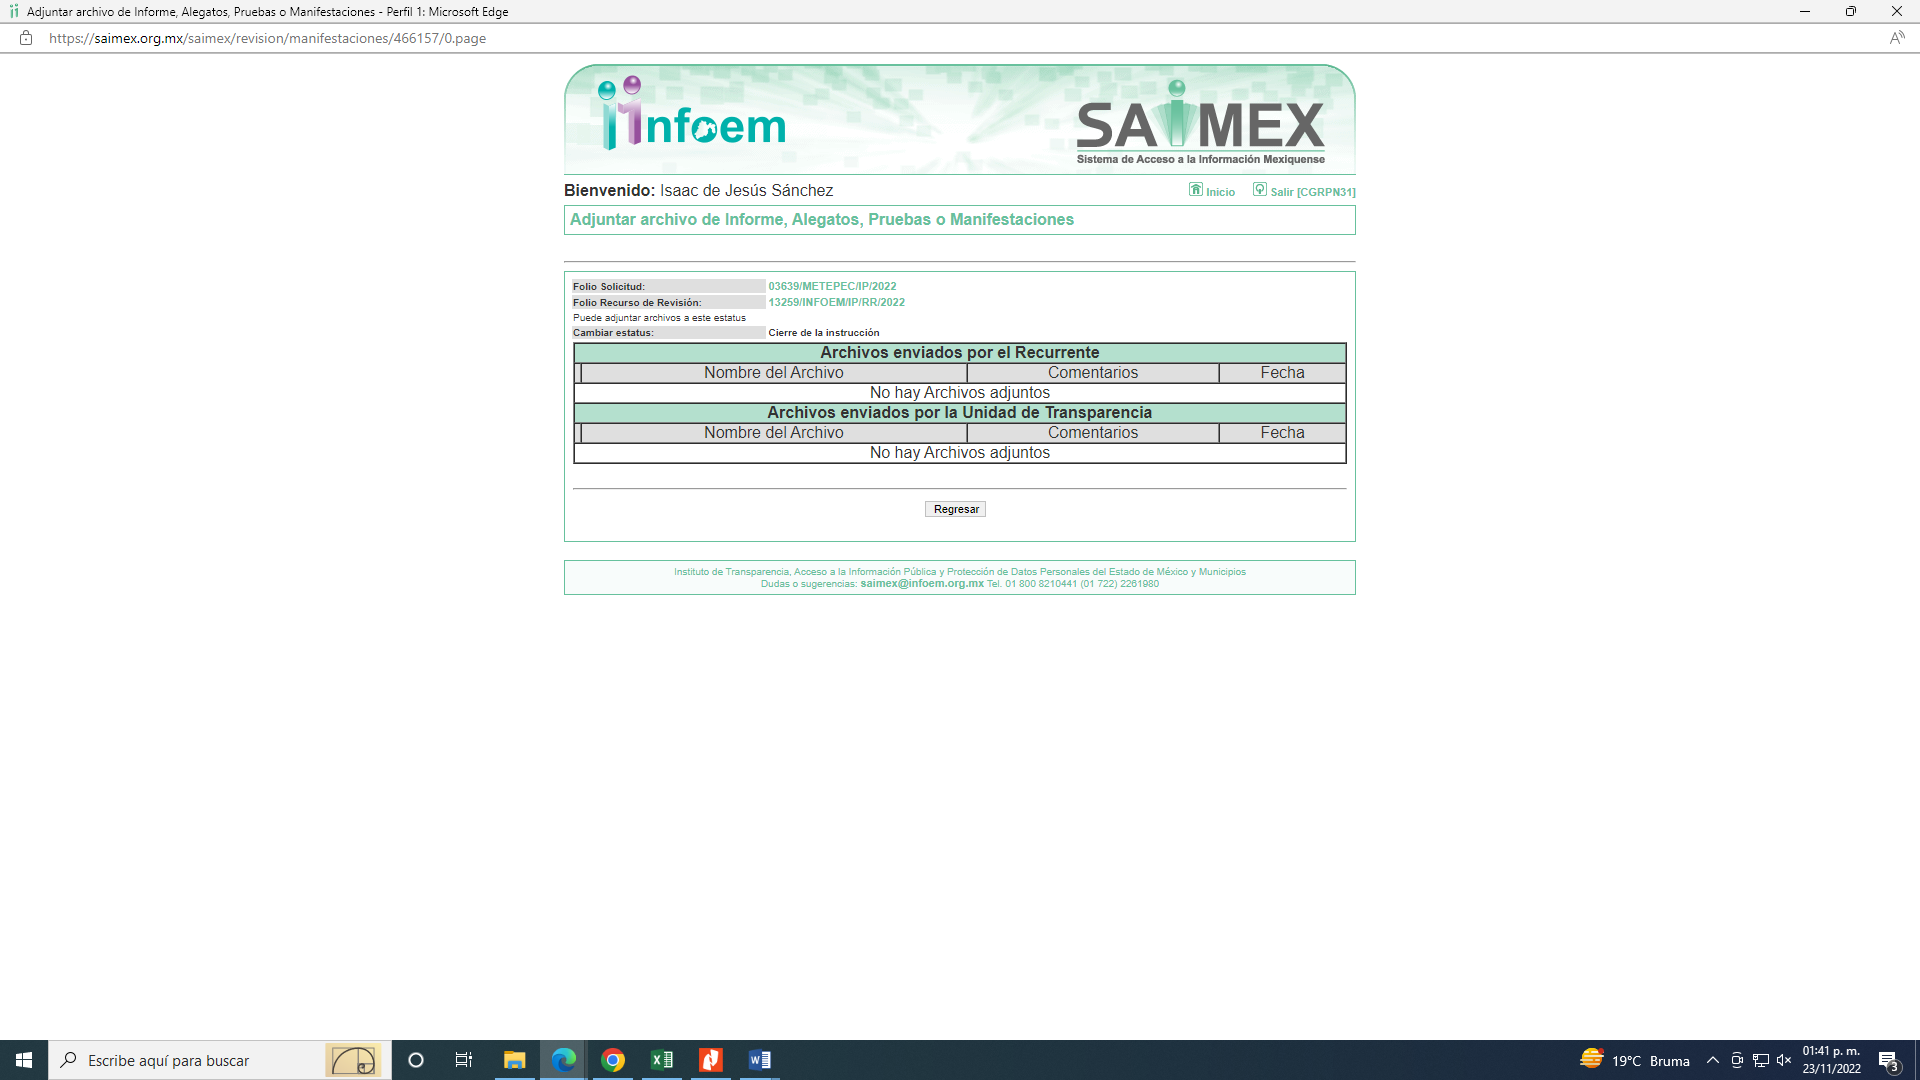 Adjuntar archivo de Informe, Alegatos, Pruebas o Manifestaciones - Perfil 1: Microsoft Edge
https://saimex.org.mx/saimex/revision/manifestaciones/466157/0.page
infoem
SAIMEX
Sistema de Acceso a la Información Mexiquense
Bienvenido: Isaac de Jesús Sánchez
Inicio
Salir [CGRPN31]
Adjuntar archivo de Informe, Alegatos, Pruebas o Manifestaciones
Folio Solicitud: 03639/METEPEC/IP/2022
Folio Recurso de Revisión: 13259/INFOEM/IP/RR/2022
Puede adjuntar archivos a este estatus
Cambiar estatus: Cierre de la instrucción
Archivos enviados por el Recurrente
Nombre del Archivo Comentarios Fecha
No hay Archivos adjuntos
Archivos enviados por la Unidad de Transparencia
Nombre del Archivo Comentarios Fecha
No hay Archivos adjuntos
Regresar
Instituto de Transparencia, Acceso a la Información Pública y Protección de Datos Personales del Estado de México y Municipios
Dudas o sugerencias: saimex@infoem.org.mx Tel. 01 800 8210441 (01 722) 2261980
Escribe aquí para buscar
19°C Bruma
01:41 p. m.
23/11/2022
3